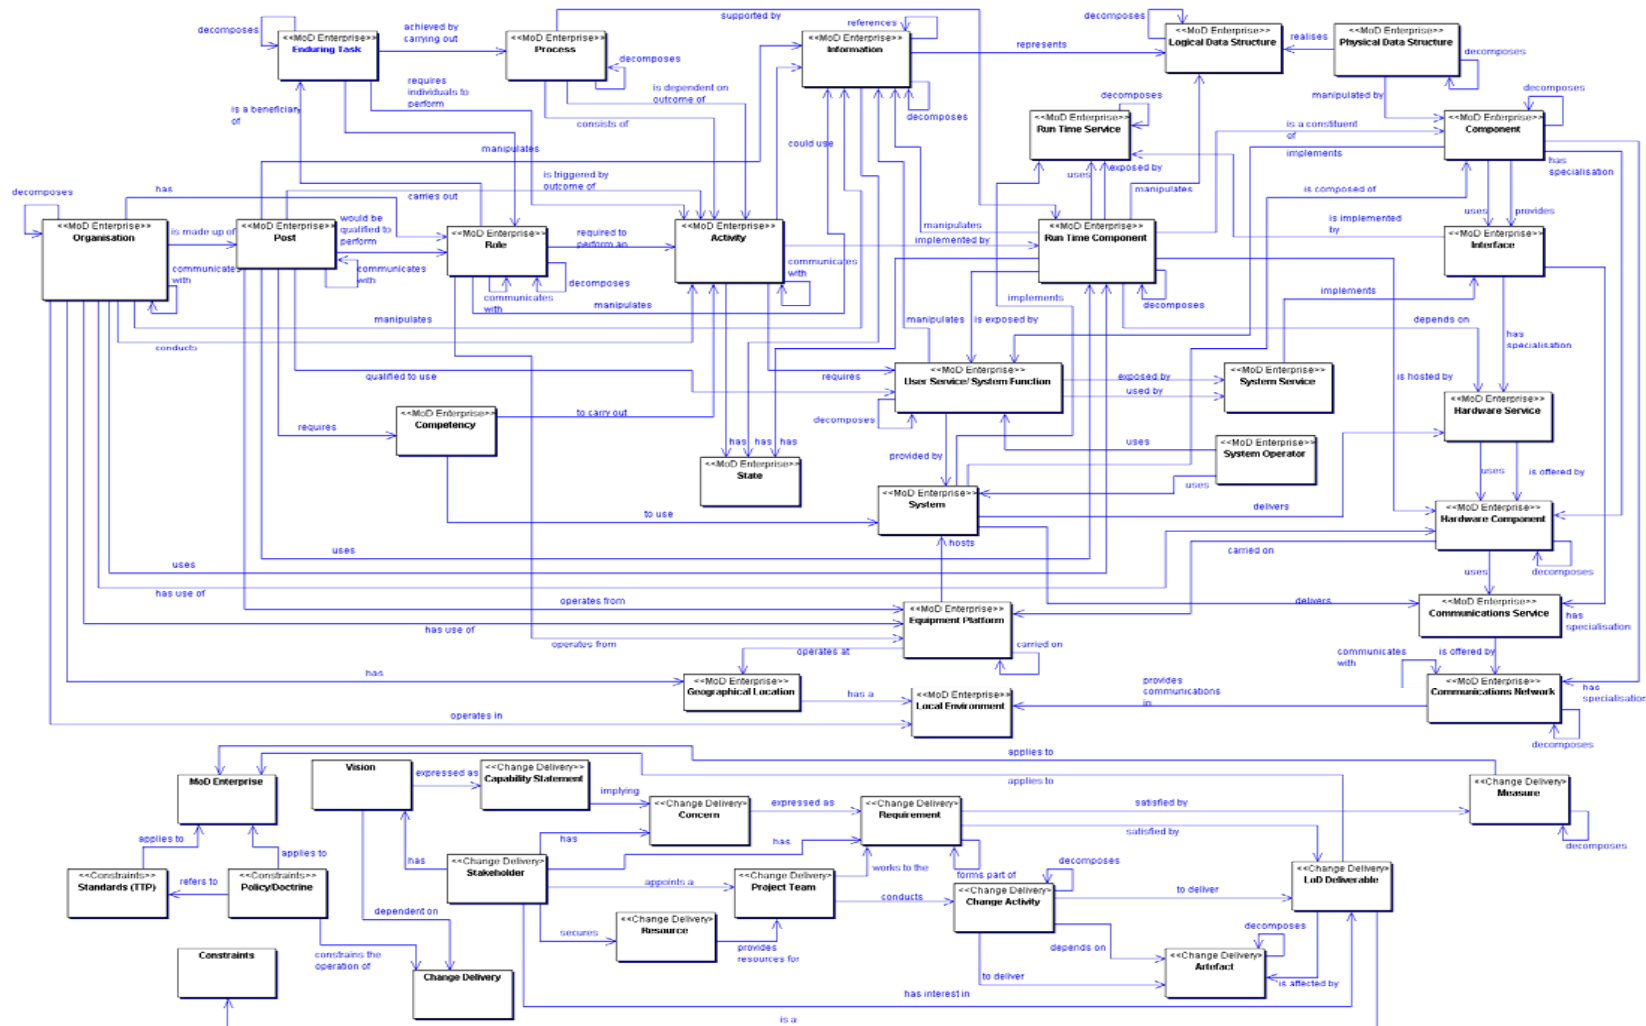 decomposes
<<MoD Enterprise>>
Enduring Task
achieved by
carrying out
<<MoD Enterprise>>
Process
supported by
decomposes
<<MoD Enterprise>>
Information
references
decomposes
represents
decomposes
<<MoD Enterprise>>
Logical Data Structure
realises
<<MoD Enterprise>>
Physical Data Structure
decomposes
manipulated by
requires
individuals to
perform
is dependent on
outcome of
consists of
is a beneficiary
of
manipulates
could use
decomposes
<<MoD Enterprise>>
Run Time Service
exposed by
uses
manipulates
is a constituent
of
implements
decomposes
<<MoD Enterprise>>
Component
has
specialisation
is composed of
uses
provides
decomposes
has
carries out
is triggered by
outcome of
<<MoD Enterprise>>
Organisation
communicates
with
is made up of
<<MoD Enterprise>>
Post
communicates
with
would be
qualified to
perform
<<MoD Enterprise>>
Role
decomposes
communicates
with
required to
perform an
<<MoD Enterprise>>
Activity
communicates
with
manipulates
implemented by
manipulates
<<MoD Enterprise>>
Run Time Component
decomposes
is implemented
by
<<MoD Enterprise>>
Interface
implements
implements
manipulates
conducts
manipulates
is exposed by
depends on
has
specialisation
qualified to use
requires
<<MoD Enterprise>>
User Service/ System Function
decomposes
exposed by
used by
<<MoD Enterprise>>
System Service
is hosted by
<<MoD Enterprise>>
Hardware Service
<<MoD Enterprise>>
Competency
to carry out
requires
has
has
has
<<MoD Enterprise>>
State
provided by
uses
<<MoD Enterprise>>
System Operator
uses
uses
is offered by
<<MoD Enterprise>>
System
delivers
<<MoD Enterprise>>
Hardware Component
decomposes
to use
hosts
carried on
uses
uses
uses
has use of
operates from
has use of
operates from
<<MoD Enterprise>>
Equipment Platform
carried on
delivers
<<MoD Enterprise>>
Communications Service
has
specialisation
operates at
is offered by
communicates
with
has
<<MoD Enterprise>>
Geographical Location
has a
<<MoD Enterprise>>
Local Environment
provides
communications
in
<<MoD Enterprise>>
Communications Network
has
specialisation
decomposes
operates in
applies to
applies to
MoD Enterprise
Vision
expressed as
<<Change Delivery>>
Capability Statement
implying
<<Change Delivery>>
Concern
expressed as
<<Change Delivery>>
Requirement
forms part of
satisfied by
satisfied by
<<Change Delivery>>
Measure
decomposes
applies to
applies to
has
has
has
<<Constraints>>
Standards (TTP)
refers to
<<Constraints>>
Policy/Doctrine
<<Change Delivery>>
Stakeholder
appoints a
<<Change Delivery>>
Project Team
works to the
conducts
<<Change Delivery>>
Change Activity
decomposes
to deliver
<<Change Delivery>>
LoD Deliverable
dependent on
secures
<<Change Delivery>>
Resource
provides
resources for
depends on
decomposes
Constraints
constrains the
operation of
Change Delivery
to deliver
<<Change Delivery>>
Artefact
is affected by
has interest in
is a